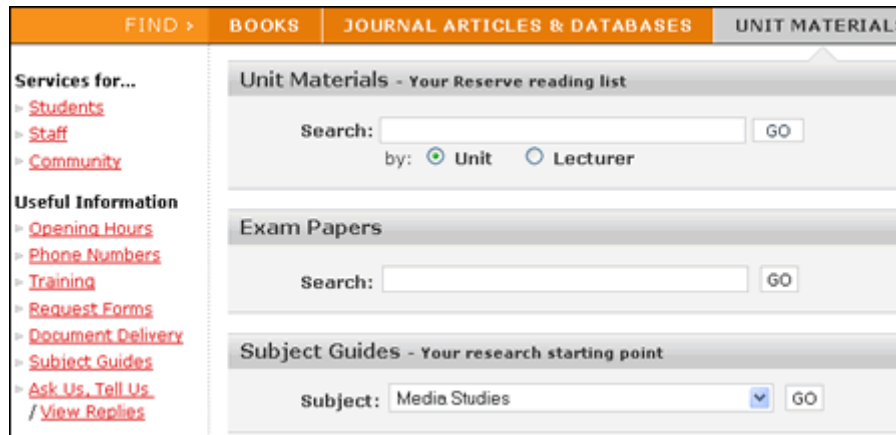 FIND › BOOKS JOURNAL ARTICLES & DATABASES UNIT MATERIALS
Services for...
Students
Staff
Community
Useful Information
Opening Hours
Phone Numbers
Training
Request Forms
Document Delivery
Subject Guides
Ask Us, Tell Us
/ View Replies
Unit Materials - Your Reserve reading list
Search: GO
by: Unit Lecturer
Exam Papers
Search: GO
Subject Guides - Your research starting point
Subject: Media Studies GO